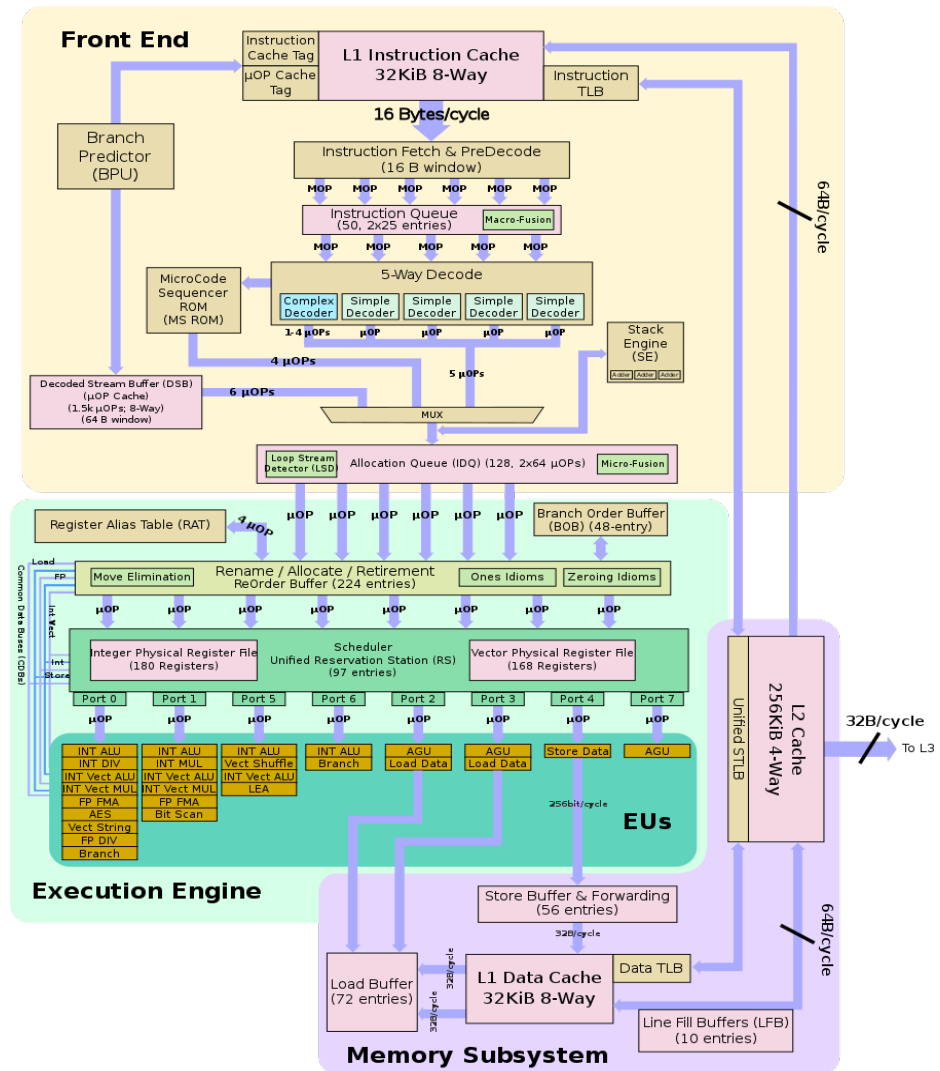 Front End
Instruction
Cache Tag
µOP Cache
Tag
L1 Instruction Cache
32KiB 8-Way
Instruction
TLB
16 Bytes/cycle
Branch
Predictor
(BPU)
Instruction Fetch & PreDecode
(16 B window)
MOP MOP MOP MOP MOP MOP
Instruction Queue
(50, 2x25 entries)
Macro-Fusion
MOP MOP MOP MOP MOP
64B/cycle
5-Way Decode
MicroCode
Sequencer
ROM
(MS ROM)
Complex
Decoder
Simple
Decoder
Simple
Decoder
Simple
Decoder
Simple
Decoder
1-4 µOPs µOP µOP µOP µOP
Stack
Engine
(SE)
Adder Adder Adder
4 µOPs
5 µOPs
Decoded Stream Buffer (DSB)
(µOP Cache)
(1.5k µOPs; 8-Way)
(64 B window)
6 µOPs
MUX
Loop Stream
Detector (LSD)
Allocation Queue (IDQ) (128, 2x64 µOPs)
Micro-Fusion
µOP µOP µOP µOP µOP µOP
Register Alias Table (RAT)
4 µOP
Branch Order Buffer
(BOB) (48-entry)
Load
FP
Common Data Buses (CDBs)
Int Vect
Int
Store
Move Elimination
Rename / Allocate / Retirement
ReOrder Buffer (224 entries)
Ones Idioms
Zeroing Idioms
µOP µOP µOP µOP µOP µOP µOP µOP
Integer Physical Register File
(180 Registers)
Scheduler
Unified Reservation Station (RS)
(97 entries)
Vector Physical Register File
(168 Registers)
Port 0 Port 1 Port 5 Port 6 Port 2 Port 3 Port 4 Port 7
µOP µOP µOP µOP µOP µOP µOP µOP
INT ALU
INT DIV
INT Vect ALU
INT Vect MUL
FP FMA
AES
Vect String
FP DIV
Branch
INT ALU
INT MUL
INT Vect ALU
INT Vect MUL
FP FMA
Bit Scan
INT ALU
Vect Shuffle
INT Vect ALU
LEA
INT ALU
Branch
AGU
Load Data
AGU
Load Data
Store Data
AGU
256bit/cycle
EUs
Execution Engine
Unified STLB
L2 Cache
256KiB 4-Way
32B/cycle
To L3
Store Buffer & Forwarding
(56 entries)
32B/cycle
64B/cycle
Load Buffer
(72 entries)
32B/cycle
32B/cycle
L1 Data Cache
32KiB 8-Way
Data TLB
Line Fill Buffers (LFB)
(10 entries)
Memory Subsystem